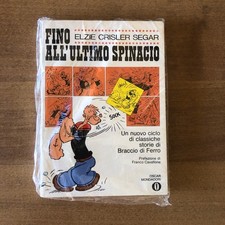 FINO
ELZIE CRISLER SEGAR
ALL'ULTIMO SPINACIO
Un nuovo ciclo
di classiche
storie di
Braccio di Ferro
Prefazione di
Franco Cavallone
OSCAR
MONDADORI